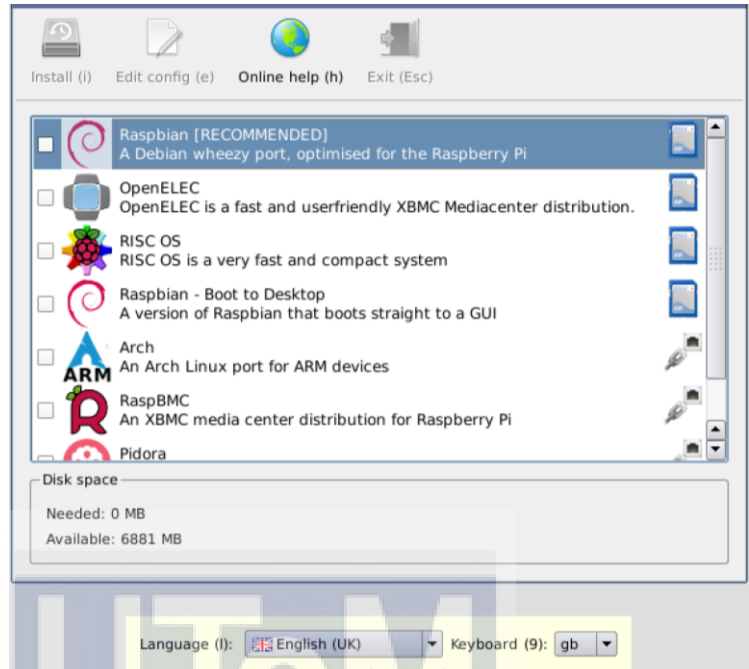 Install (i) Edit config (e) Online help (h) Exit (Esc)
Raspbian [RECOMMENDED]
A Debian wheezy port, optimised for the Raspberry Pi
OpenELEC
OpenELEC is a fast and userfriendly XBMC Mediacenter distribution.
RISC OS
RISC OS is a very fast and compact system
Raspbian - Boot to Desktop
A version of Raspbian that boots straight to a GUI
Arch
ARM An Arch Linux port for ARM devices
RaspBMC
An XBMC media center distribution for Raspberry Pi
Pidora
Disk space
Needed: 0 MB
Available: 6881 MB
Language (l): English (UK) Keyboard (9): gb